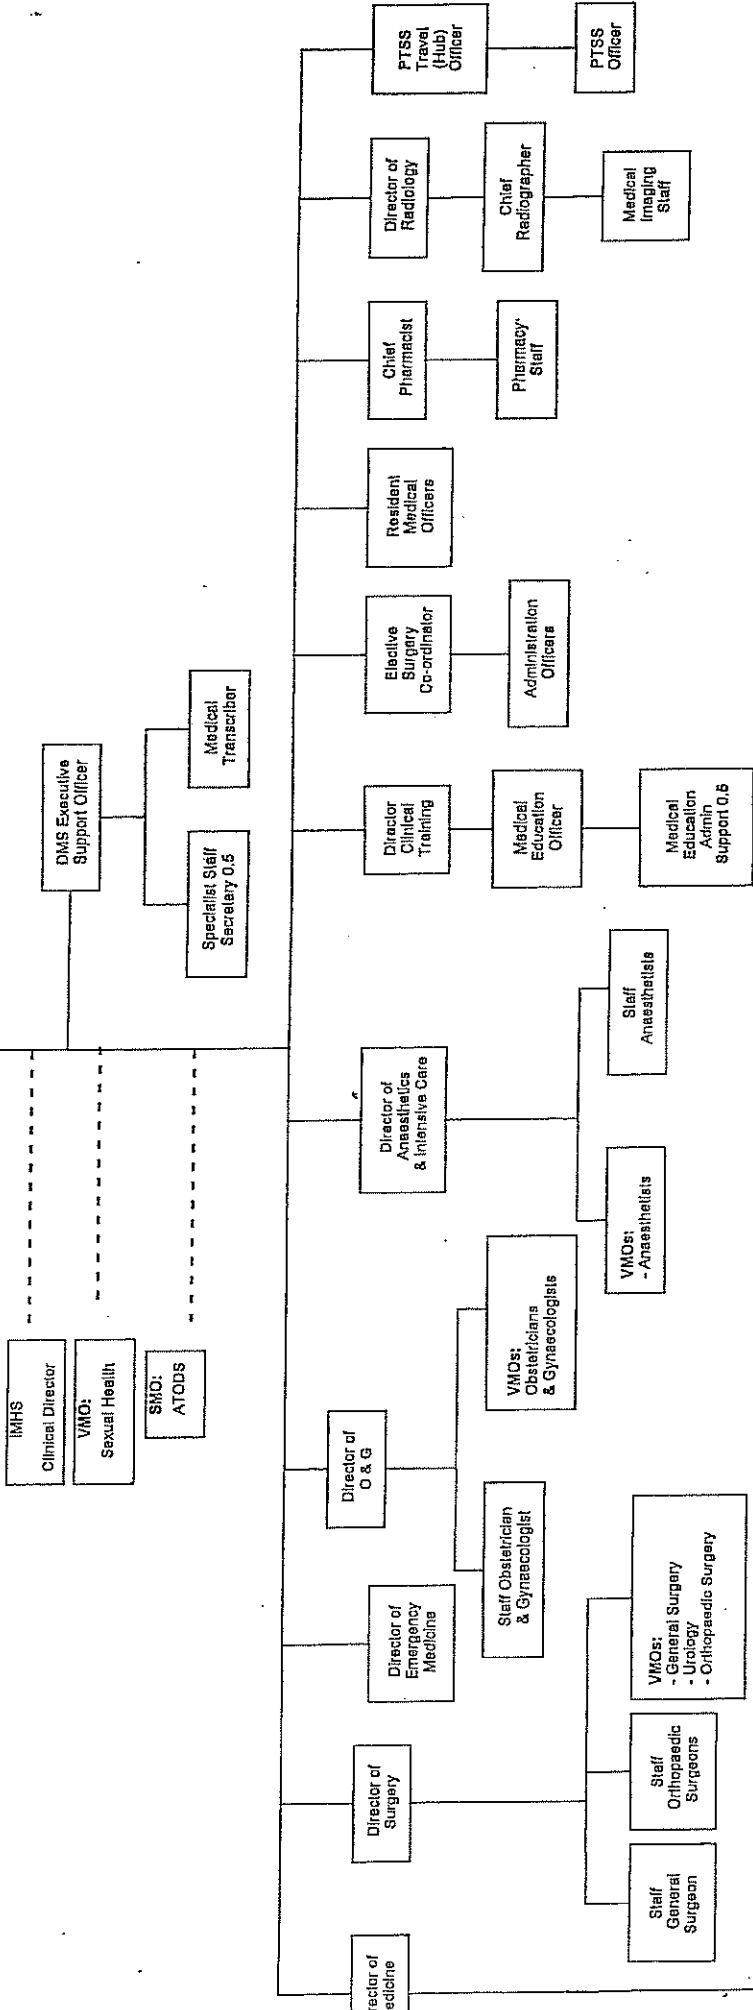 IMHS
Clinical Director
VMO:
Sexual Health
SMO:
ATODS
DMS Executive
Support Officer
Specialist Staff
Secretary 0.5
Medical
Transcriber
rector of
edicine
Director of
Surgery
Director of
Emergency
Medicine
Director of
O & G
Director of
Anaesthetics
& Intensive Care
Director
Clinical
Training
Elective
Surgery
Co-ordinator
Resident
Medical
Officers
Chief
Pharmacist
Director of
Radiology
PTSS
Travel
(Hub)
Officer
Staff Obstetrician
& Gynaecologist
VMOs:
Obstetricians
& Gynaecologists
Medical
Education
Officer
Administration
Officers
Pharmacy
Staff
Chief
Radiographer
PTSS
Officer
Staff
General
Surgeon
Staff
Orthopaedic
Surgeons
VMOs:
- General Surgery
- Urology
- Orthopaedic Surgery
VMOs:
- Anaesthetists
Staff
Anaesthetists
Medical
Education
Admin
Support 0.5
Medical
Imaging
Staff